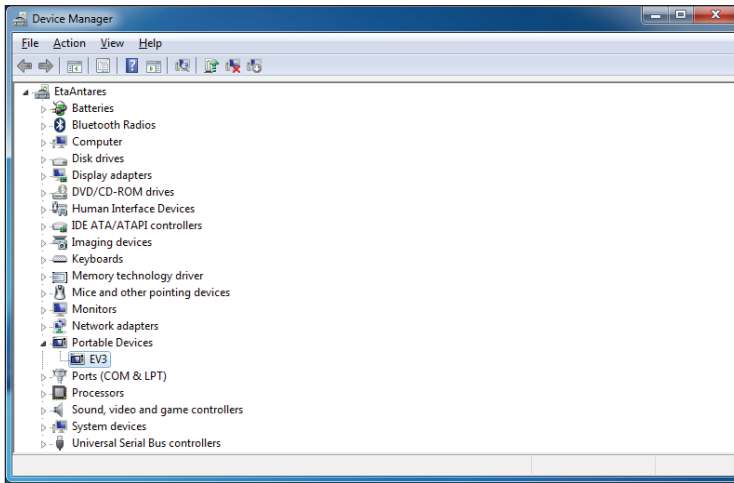 Device Manager
File Action View Help
EtaAntares
Batteries
Bluetooth Radios
Computer
Disk drives
Display adapters
DVD/CD-ROM drives
Human Interface Devices
IDE ATA/ATAPI controllers
Imaging devices
Keyboards
Memory technology driver
Mice and other pointing devices
Monitors
Network adapters
Portable Devices
EV3
Ports (COM & LPT)
Processors
Sound, video and game controllers
System devices
Universal Serial Bus controllers